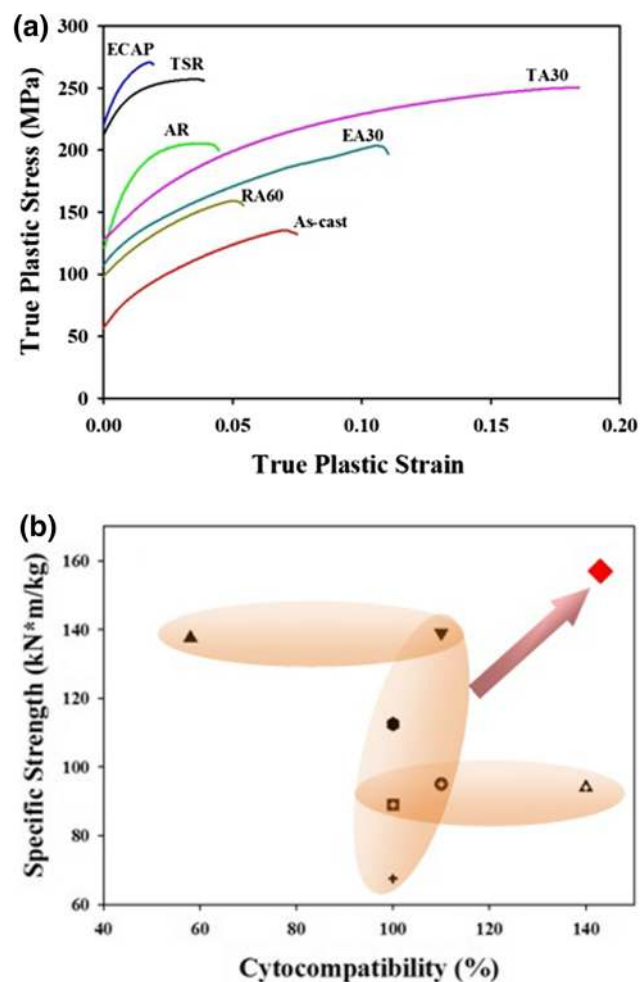 (a)
300
ECAP
TSR
TA30
250
AR
EA30
200
RA60
150
As-cast
100
50
0
0.00 0.05 0.10 0.15 0.20
True Plastic Stress (MPa)
True Plastic Strain
(b)
160
140
120
100
80
60
40 60 80 100 120 140
Specific Strength (kN*m/kg)
Cytocompatibility (%)